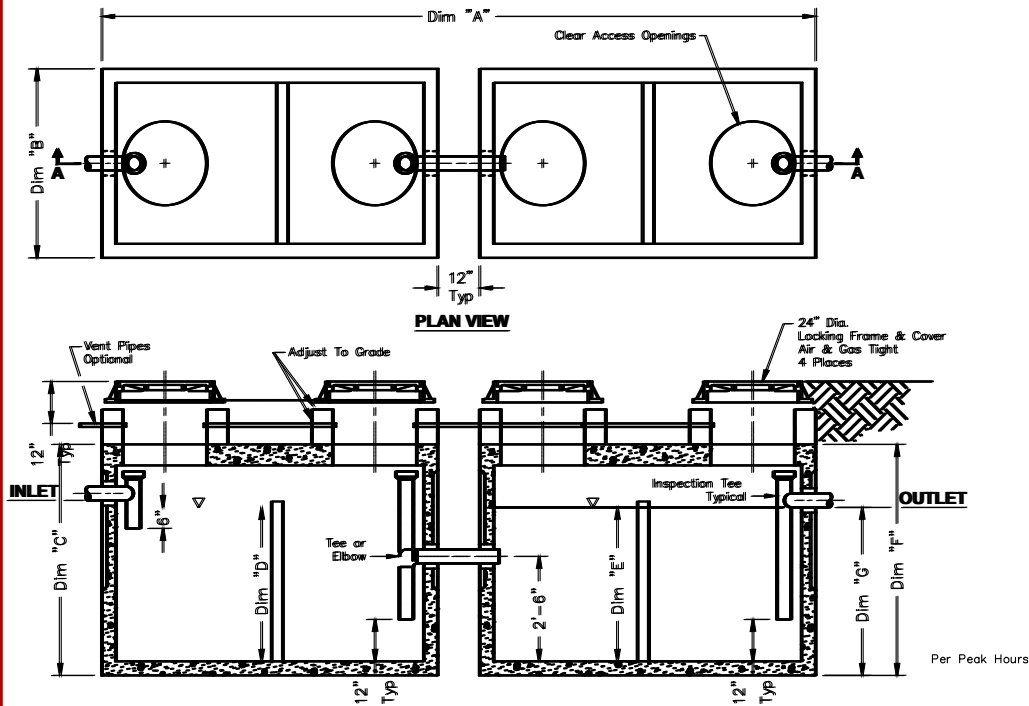 Dim "A"
Clear Access Openings
Dim "B"
A
A
12"
Typ
PLAN VIEW
24" Dia.
Locking Frame & Cover
Air & Gas Tight
4 Places
Vent Pipes
Optional
Adjust To Grade
12"
Typ
INLET
6"
Inspection Tee
Typical
OUTLET
Tee or
Elbow
Dim "C"
Dim "D"
2'-6"
Dim "E"
Dim "G"
Dim "F"
12"
Typ
12"
Typ
Per Peak Hours